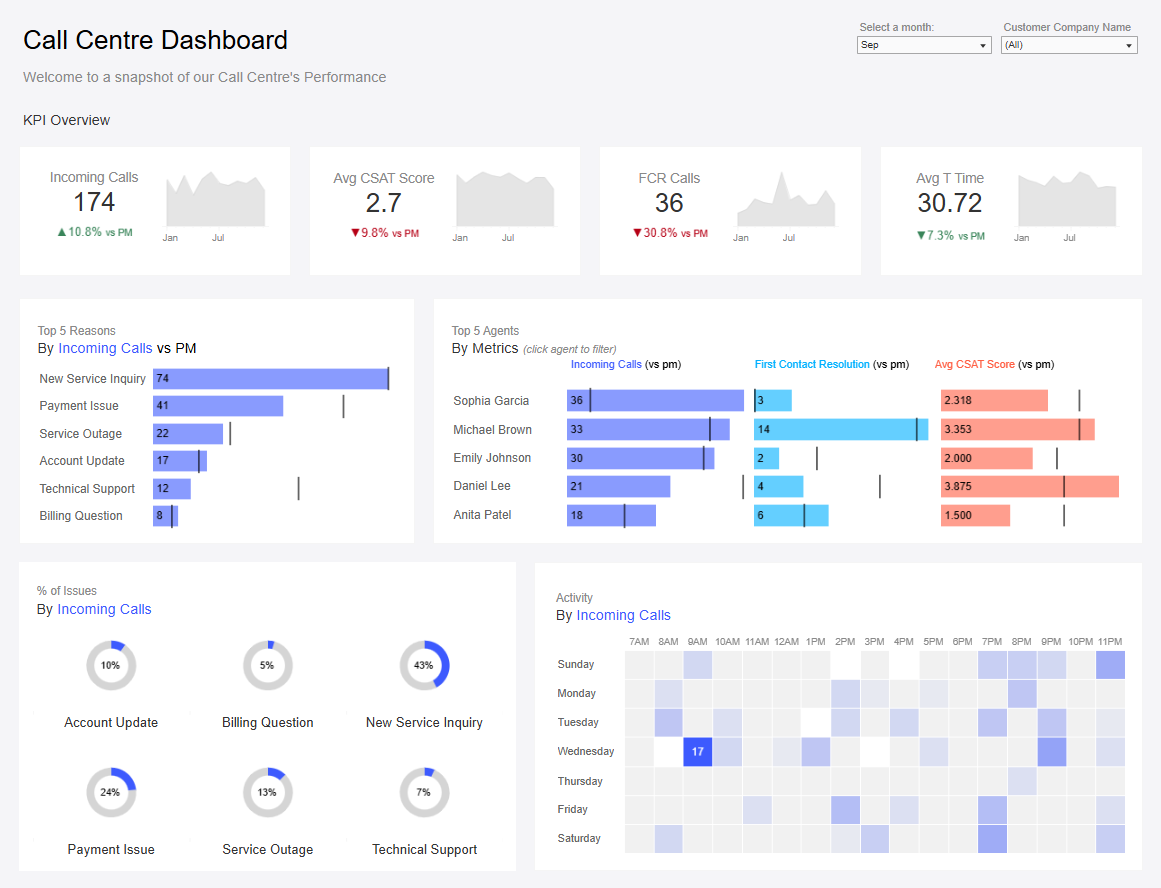 Call Centre Dashboard
Select a month:
Customer Company Name
Sep
(All)
Welcome to a snapshot of our Call Centre's Performance
KPI Overview
Incoming Calls
174
▲10.8% vs PM
Jan Jul
Avg CSAT Score
2.7
▼9.8% vs PM
Jan Jul
FCR Calls
36
▼30.8% vs PM
Jan Jul
Avg T Time
30.72
▼7.3% vs PM
Jan Jul
Top 5 Reasons
By Incoming Calls vs PM
New Service Inquiry 74
Payment Issue 41
Service Outage 22
Account Update 17
Technical Support 12
Billing Question 8
Top 5 Agents
By Metrics (click agent to filter)
Incoming Calls (vs pm) First Contact Resolution (vs pm) Avg CSAT Score (vs pm)
Sophia Garcia 36 3 2.318
Michael Brown 33 14 3.353
Emily Johnson 30 2 2.000
Daniel Lee 21 4 3.875
Anita Patel 18 6 1.500
% of Issues
By Incoming Calls
10% 5% 43%
Account Update Billing Question New Service Inquiry
24% 13% 7%
Payment Issue Service Outage Technical Support
Activity
By Incoming Calls
7AM 8AM 9AM 10AM 11AM 12AM 1PM 2PM 3PM 4PM 5PM 6PM 7PM 8PM 9PM 10PM 11PM
Sunday
Monday
Tuesday
Wednesday 17
Thursday
Friday
Saturday